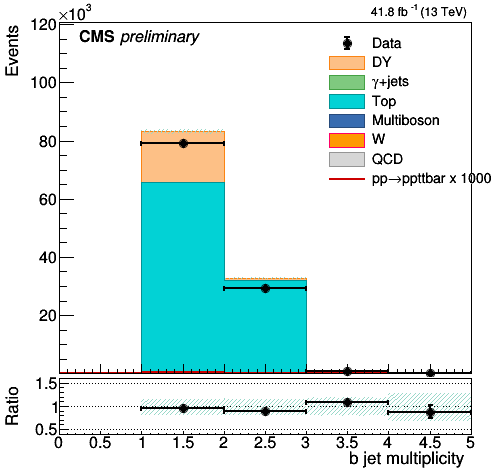 ×10³
41.8 fb⁻¹ (13 TeV)
CMS preliminary
Events
120
100
80
60
40
20
Data
DY
γ+jets
Top
Multiboson
W
QCD
pp→ppttbar x 1000
Ratio
1.5
1
0.5
0 0.5 1 1.5 2 2.5 3 3.5 4 4.5 5
b jet multiplicity